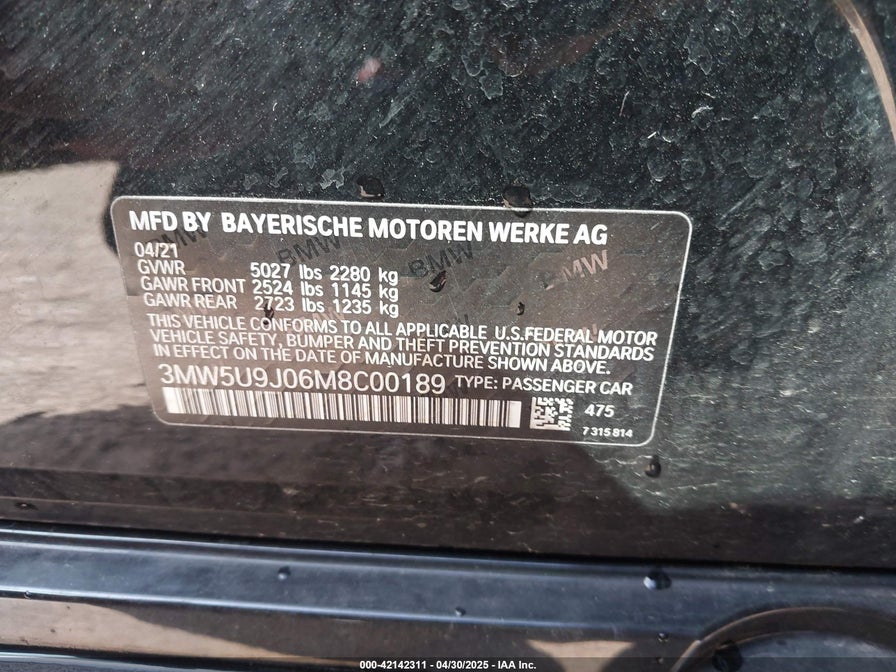 MFD BY BAYERISCHE MOTOREN WERKE AG
04/21
GVWR 5027 lbs 2280 kg
GAWR FRONT 2524 lbs 1145 kg
GAWR REAR 2723 lbs 1235 kg
THIS VEHICLE CONFORMS TO ALL APPLICABLE U.S.FEDERAL MOTOR
VEHICLE SAFETY, BUMPER AND THEFT PREVENTION STANDARDS
IN EFFECT ON THE DATE OF MANUFACTURE SHOWN ABOVE.
3MW5U9J06M8C00189 TYPE: PASSENGER CAR
475
7 315 814
000-42142311 - 04/30/2025 - IAA Inc.